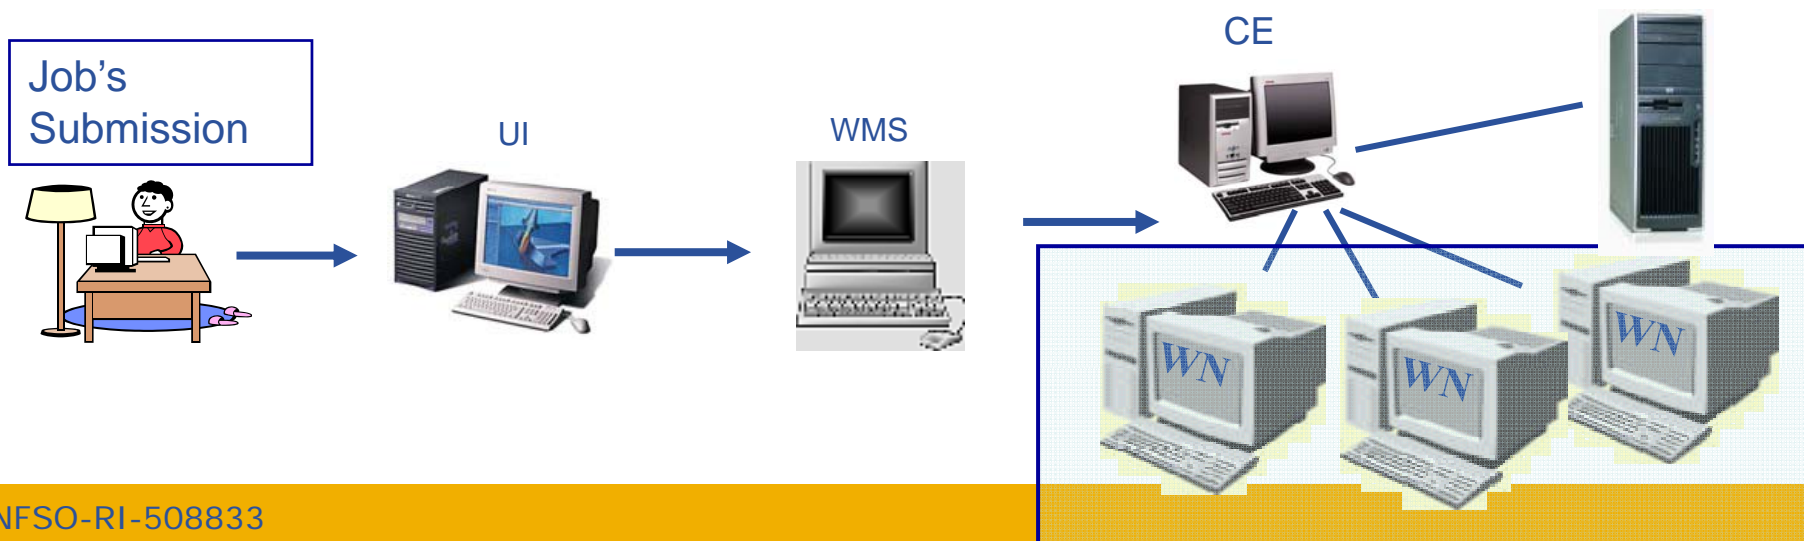 Job's
Submission
UI
WMS
CE
WN
WN
WN
NFSO-RI-508833